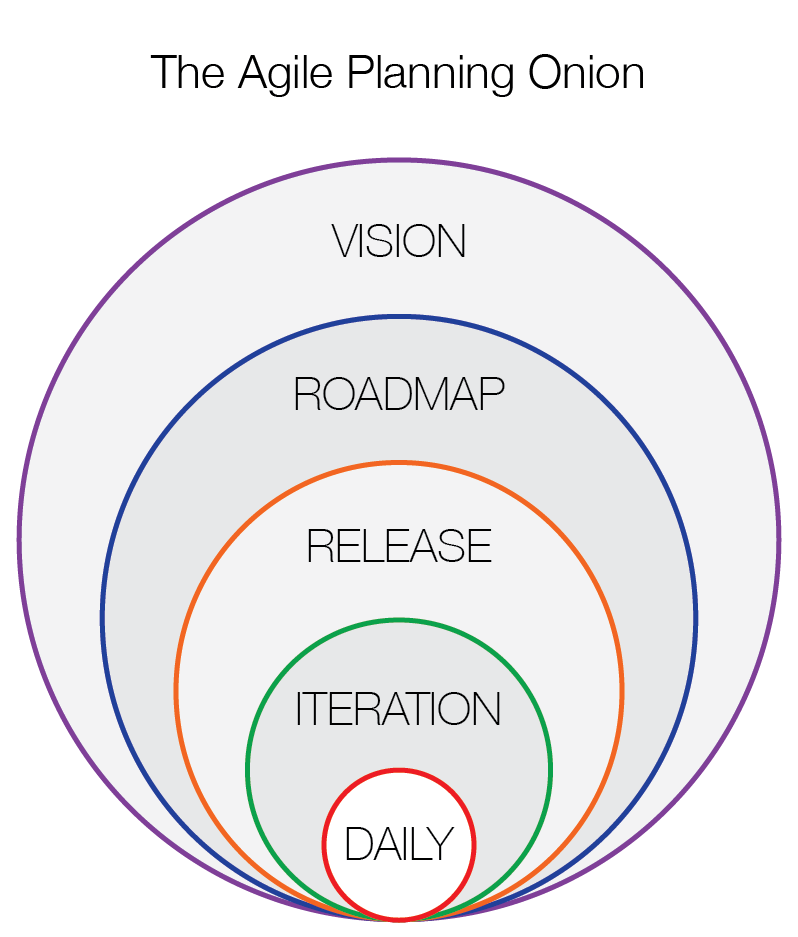 The Agile Planning Onion
VISION
ROADMAP
RELEASE
ITERATION
DAILY